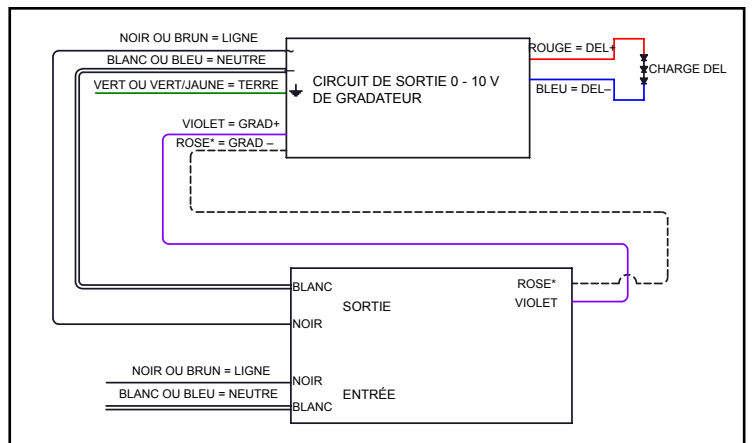 NOIR OU BRUN = LIGNE
BLANC OU BLEU = NEUTRE
VERT OU VERT/JAUNE = TERRE
VIOLET = GRAD+
ROSE* = GRAD –
CIRCUIT DE SORTIE 0 - 10 V
DE GRADATEUR
ROUGE = DEL+
CHARGE DEL
BLEU = DEL–
BLANC
SORTIE
NOIR
ROSE*
VIOLET
NOIR OU BRUN = LIGNE
NOIR
BLANC OU BLEU = NEUTRE
ENTRÉE
BLANC